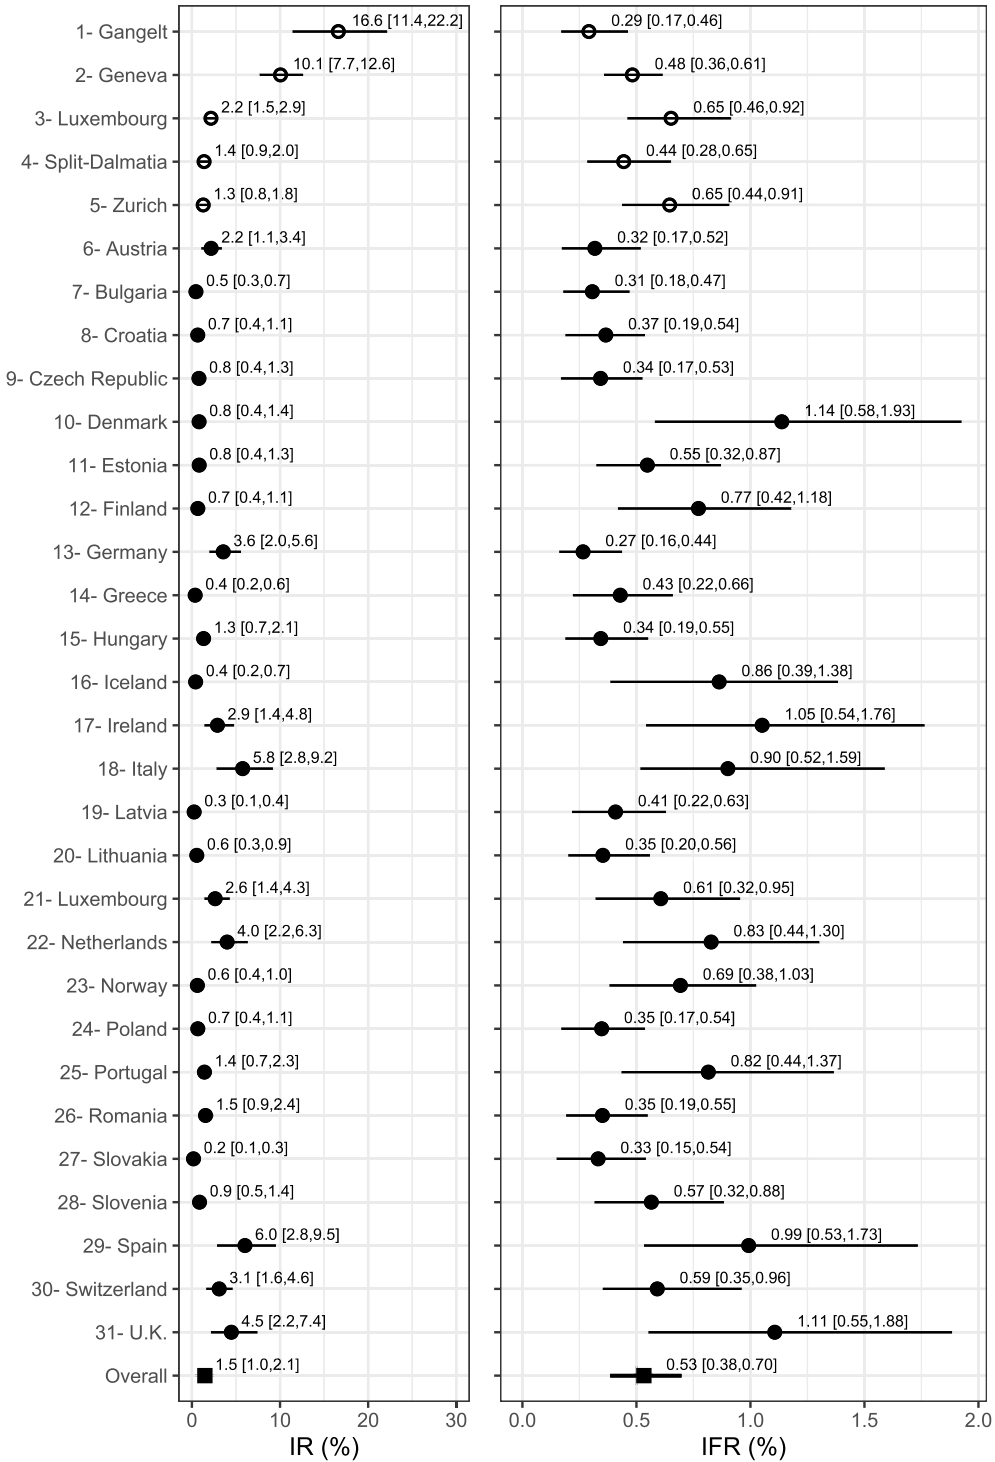 1- Gangelt 16.6 [11.4,22.2] 0.29 [0.17,0.46]
2- Geneva 10.1 [7.7,12.6] 0.48 [0.36,0.61]
3- Luxembourg 2.2 [1.5,2.9] 0.65 [0.46,0.92]
4- Split-Dalmatia 1.4 [0.9,2.0] 0.44 [0.28,0.65]
5- Zurich 1.3 [0.8,1.8] 0.65 [0.44,0.91]
6- Austria 2.2 [1.1,3.4] 0.32 [0.17,0.52]
7- Bulgaria 0.5 [0.3,0.7] 0.31 [0.18,0.47]
8- Croatia 0.7 [0.4,1.1] 0.37 [0.19,0.54]
9- Czech Republic 0.8 [0.4,1.3] 0.34 [0.17,0.53]
10- Denmark 0.8 [0.4,1.4] 1.14 [0.58,1.93]
11- Estonia 0.8 [0.4,1.3] 0.55 [0.32,0.87]
12- Finland 0.7 [0.4,1.1] 0.77 [0.42,1.18]
13- Germany 3.6 [2.0,5.6] 0.27 [0.16,0.44]
14- Greece 0.4 [0.2,0.6] 0.43 [0.22,0.66]
15- Hungary 1.3 [0.7,2.1] 0.34 [0.19,0.55]
16- Iceland 0.4 [0.2,0.7] 0.86 [0.39,1.38]
17- Ireland 2.9 [1.4,4.8] 1.05 [0.54,1.76]
18- Italy 5.8 [2.8,9.2] 0.90 [0.52,1.59]
19- Latvia 0.3 [0.1,0.4] 0.41 [0.22,0.63]
20- Lithuania 0.6 [0.3,0.9] 0.35 [0.20,0.56]
21- Luxembourg 2.6 [1.4,4.3] 0.61 [0.32,0.95]
22- Netherlands 4.0 [2.2,6.3] 0.83 [0.44,1.30]
23- Norway 0.6 [0.4,1.0] 0.69 [0.38,1.03]
24- Poland 0.7 [0.4,1.1] 0.35 [0.17,0.54]
25- Portugal 1.4 [0.7,2.3] 0.82 [0.44,1.37]
26- Romania 1.5 [0.9,2.4] 0.35 [0.19,0.55]
27- Slovakia 0.2 [0.1,0.3] 0.33 [0.15,0.54]
28- Slovenia 0.9 [0.5,1.4] 0.57 [0.32,0.88]
29- Spain 6.0 [2.8,9.5] 0.99 [0.53,1.73]
30- Switzerland 3.1 [1.6,4.6] 0.59 [0.35,0.96]
31- U.K. 4.5 [2.2,7.4] 1.11 [0.55,1.88]
Overall 1.5 [1.0,2.1] 0.53 [0.38,0.70]
0 10 20 30 0.0 0.5 1.0 1.5 2.0
IR (%) IFR (%)